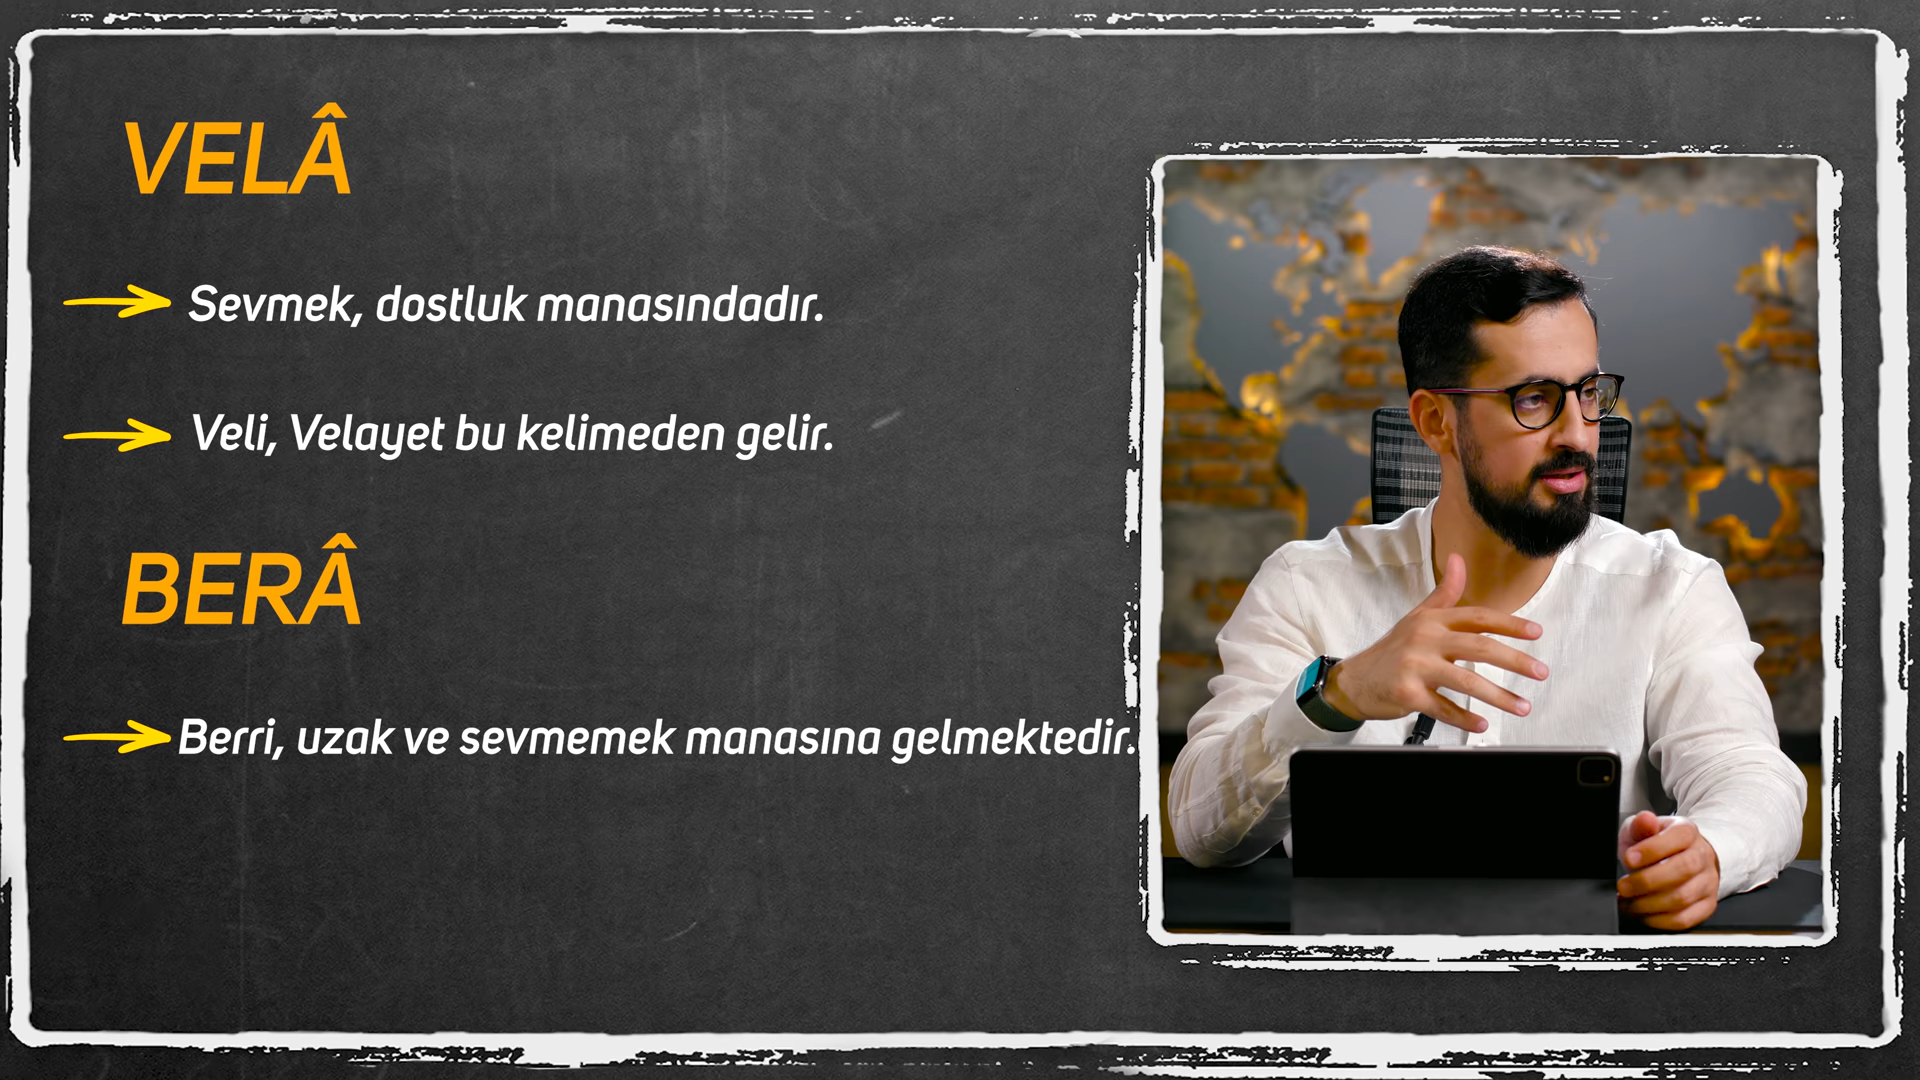 VELÂ
Sevmek, dostluk manasındadır.
Veli, Velayet bu kelimeden gelir.
BERÂ
Berri, uzak ve sevmemek manasına gelmektedir.